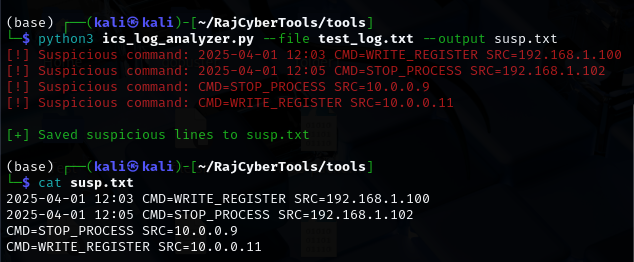 (base) ┌──(kali㉿kali)-[~/RajCyberTools/tools]
└─$ python3 ics_log_analyzer.py --file test_log.txt --output susp.txt
[!] Suspicious command: 2025-04-01 12:03 CMD=WRITE_REGISTER SRC=192.168.1.100
[!] Suspicious command: 2025-04-01 12:05 CMD=STOP_PROCESS SRC=192.168.1.102
[!] Suspicious command: CMD=STOP_PROCESS SRC=10.0.0.9
[!] Suspicious command: CMD=WRITE_REGISTER SRC=10.0.0.11
[+] Saved suspicious lines to susp.txt
(base) ┌──(kali㉿kali)-[~/RajCyberTools/tools]
└─$ cat susp.txt
2025-04-01 12:03 CMD=WRITE_REGISTER SRC=192.168.1.100
2025-04-01 12:05 CMD=STOP_PROCESS SRC=192.168.1.102
CMD=STOP_PROCESS SRC=10.0.0.9
CMD=WRITE_REGISTER SRC=10.0.0.11